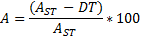 A = (A_ST − DT) / A_ST * 100